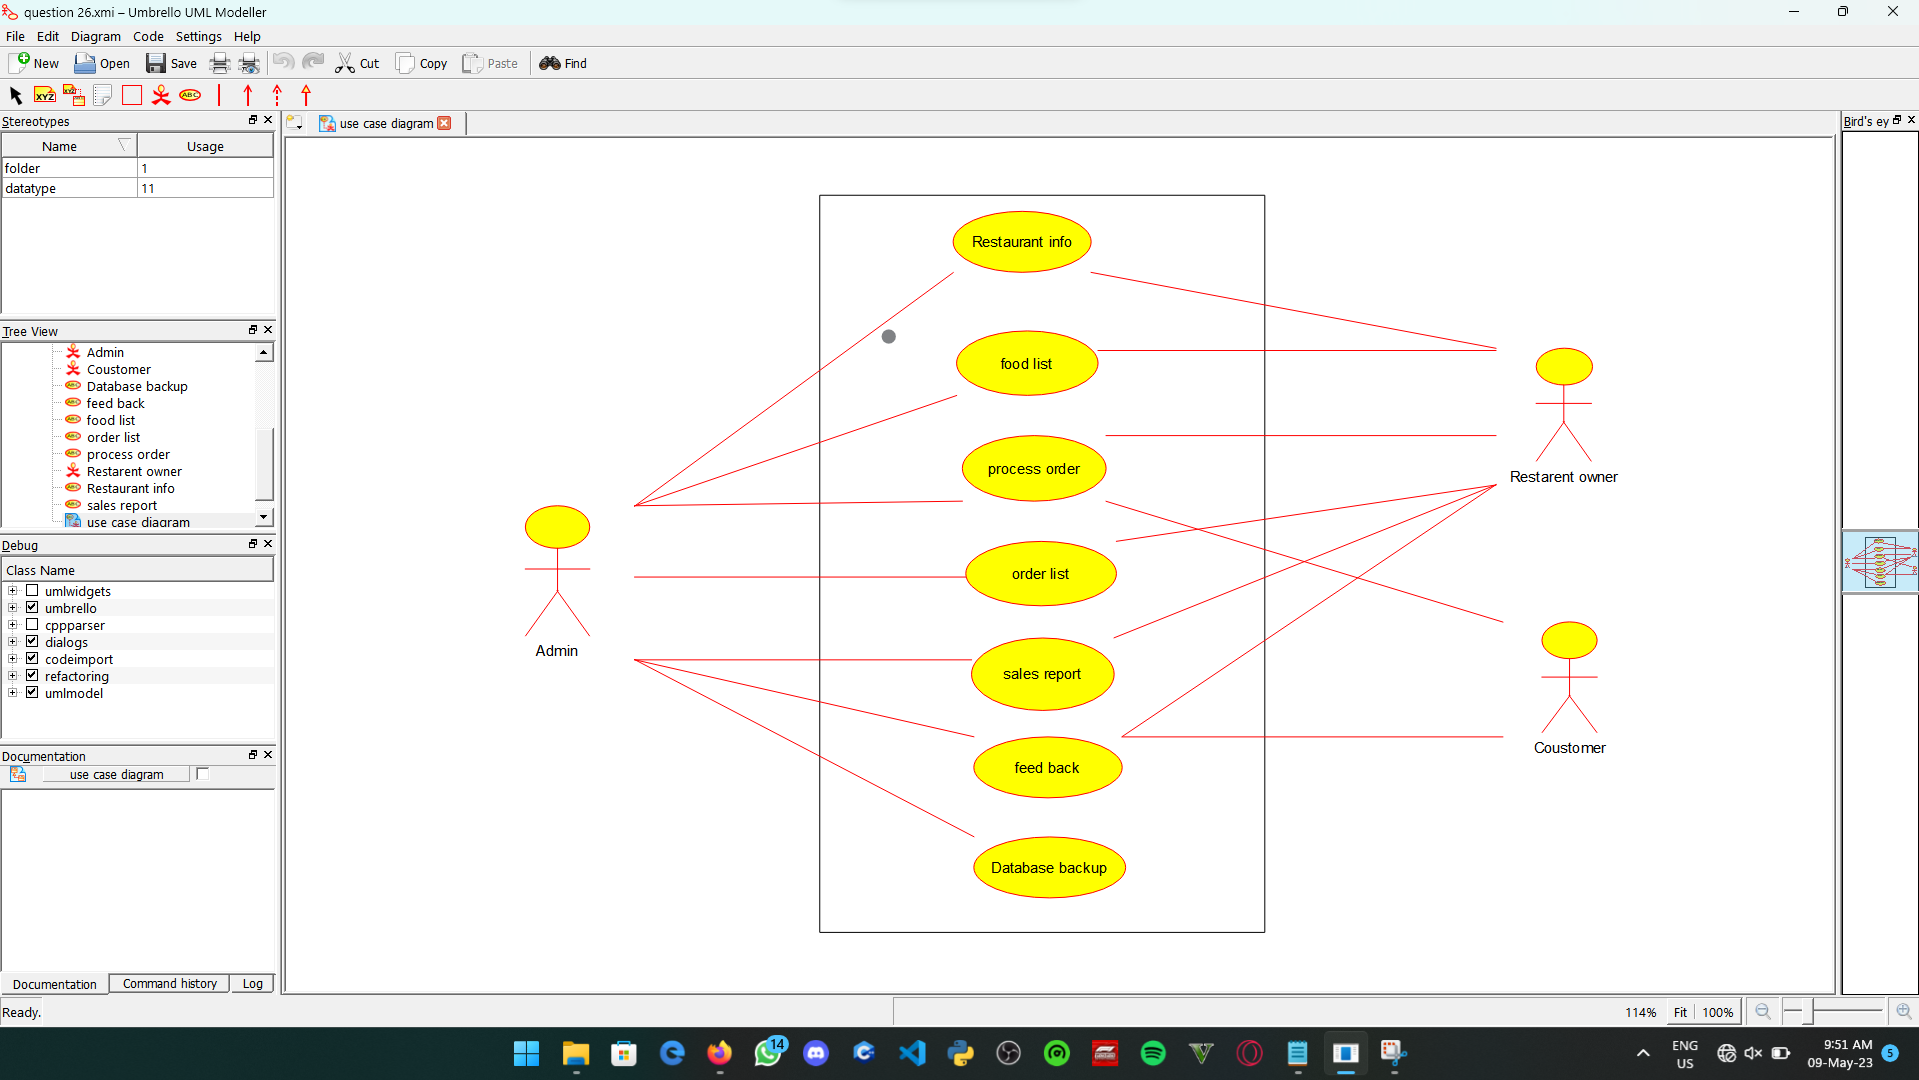 question 26.xmi – Umbrello UML Modeller
File Edit Diagram Code Settings Help
New Open Save Cut Copy Paste Find
XYZ XYZ ABC
Stereotypes
Name Usage
folder 1
datatype 11
Tree View
Admin
Coustomer
Database backup
feed back
food list
order list
process order
Restarent owner
Restaurant info
sales report
use case diagram
Debug
Class Name
umlwidgets
umbrello
cppparser
dialogs
codeimport
refactoring
umlmodel
Documentation
use case diagram
Documentation Command history Log
Ready.
use case diagram
Restaurant info
food list
process order
order list
sales report
feed back
Database backup
Admin
Restarent owner
Coustomer
Bird's ey
114% Fit 100%
14
ENG
US
9:51 AM
09-May-23
5